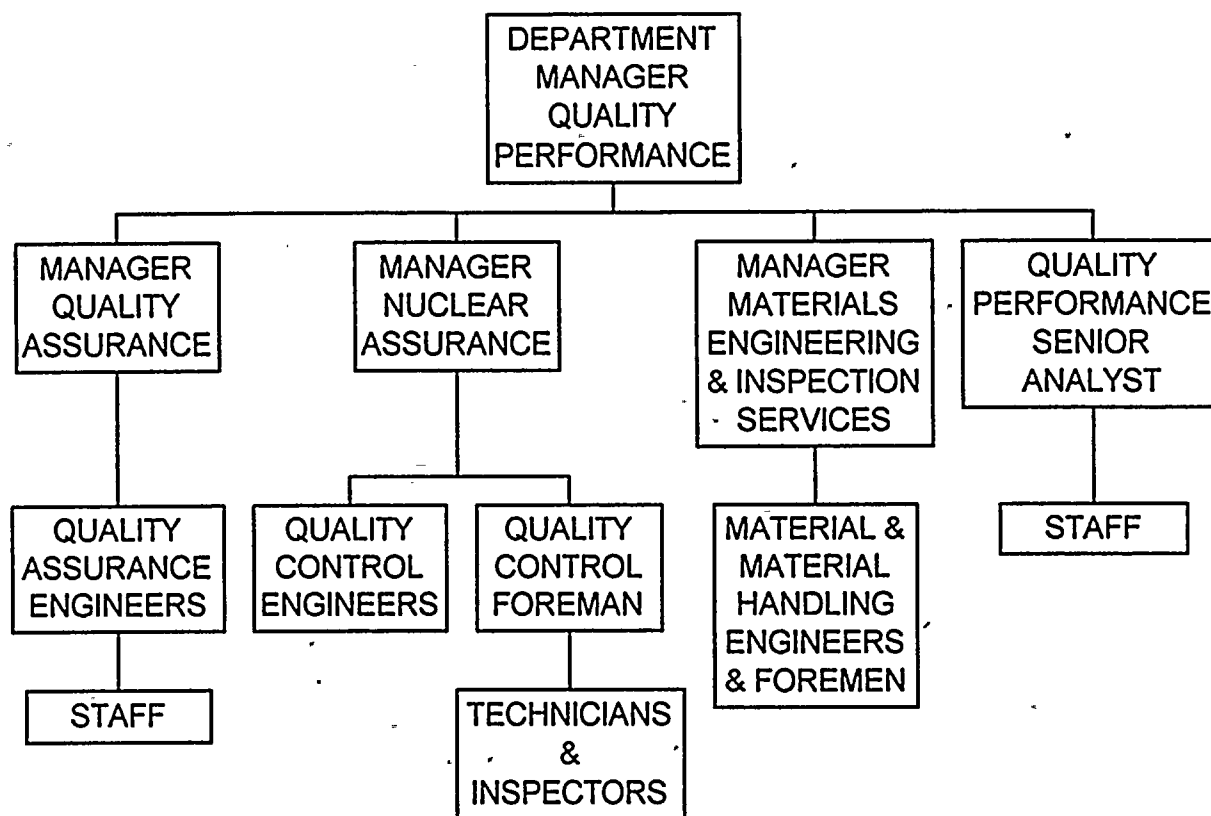 DEPARTMENT
MANAGER
QUALITY
PERFORMANCE
MANAGER
QUALITY
ASSURANCE
MANAGER
NUCLEAR
ASSURANCE
MANAGER
MATERIALS
ENGINEERING
& INSPECTION
SERVICES
QUALITY
PERFORMANCE
SENIOR
ANALYST
QUALITY
ASSURANCE
ENGINEERS
QUALITY
CONTROL
ENGINEERS
QUALITY
CONTROL
FOREMAN
MATERIAL &
MATERIAL
HANDLING
ENGINEERS
& FOREMEN
STAFF
STAFF
TECHNICIANS
&
INSPECTORS